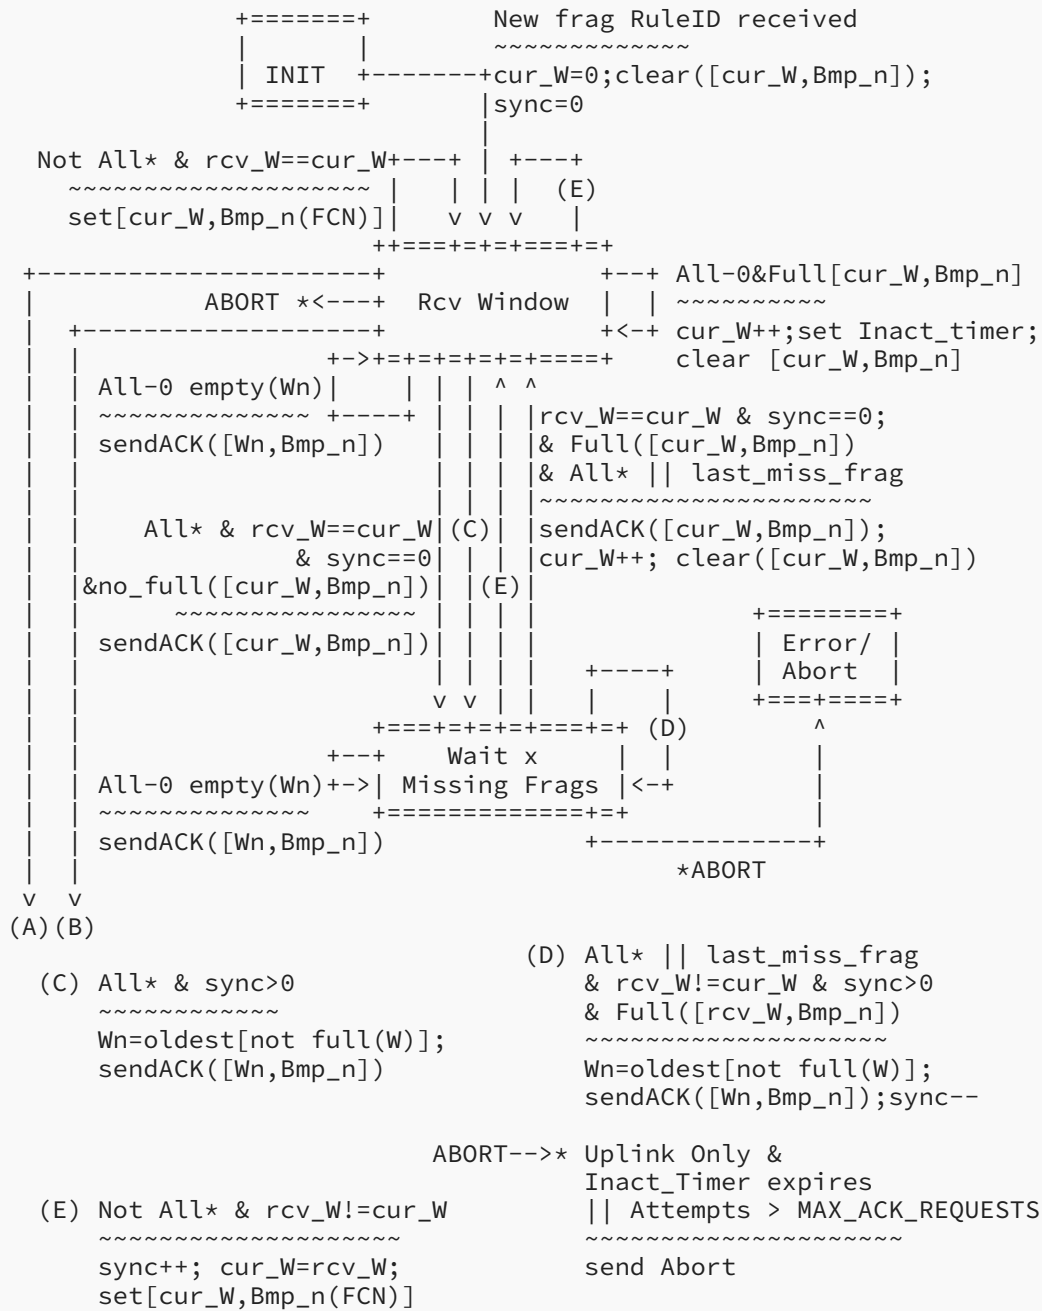 +=======+        New frag RuleID received
               |       |        ~~~~~~~~~~~~~
               | INIT  +-------+cur_W=0;clear([cur_W,Bmp_n]);
               +=======+       |sync=0
                               |
  Not All* & rcv_W==cur_W+---+ | +---+
    ~~~~~~~~~~~~~~~~~~~~ |   | | |  (E)
    set[cur_W,Bmp_n(FCN)]|   v v v   |
                        ++===+=+=+===+=+
 +----------------------+              +--+ All-0&Full[cur_W,Bmp_n]
 |           ABORT *<---+  Rcv Window  |  | ~~~~~~~~~~
 |  +-------------------+              +<-+ cur_W++;set Inact_timer;
 |  |                +->+=+=+=+=+=+====+    clear [cur_W,Bmp_n]
 |  | All-0 empty(Wn)|    | | | ^ ^
 |  | ~~~~~~~~~~~~~~ +----+ | | | |rcv_W==cur_W & sync==0;
 |  | sendACK([Wn,Bmp_n])   | | | |& Full([cur_W,Bmp_n])
 |  |                       | | | |& All* || last_miss_frag
 |  |                       | | | |~~~~~~~~~~~~~~~~~~~~~~
 |  |    All* & rcv_W==cur_W|(C)| |sendACK([cur_W,Bmp_n]);
 |  |              & sync==0| | | |cur_W++; clear([cur_W,Bmp_n])
 |  |&no_full([cur_W,Bmp_n])| |(E)|
 |  |      ~~~~~~~~~~~~~~~~ | | | |              +========+
 |  | sendACK([cur_W,Bmp_n])| | | |              | Error/ |
 |  |                       | | | |   +----+     | Abort  |
 |  |                       v v | |   |    |     +===+====+
 |  |                   +===+=+=+=+===+=+ (D)        ^
 |  |                +--+    Wait x     |  |         |
 |  | All-0 empty(Wn)+->| Missing Frags |<-+         |
 |  | ~~~~~~~~~~~~~~    +=============+=+            |
 |  | sendACK([Wn,Bmp_n])             +--------------+
 |  |                                       *ABORT
 v  v
(A)(B)
                                  (D) All* || last_miss_frag
  (C) All* & sync>0                   & rcv_W!=cur_W & sync>0
      ~~~~~~~~~~~~                    & Full([rcv_W,Bmp_n])
      Wn=oldest[not full(W)];         ~~~~~~~~~~~~~~~~~~~~
      sendACK([Wn,Bmp_n])             Wn=oldest[not full(W)];
                                      sendACK([Wn,Bmp_n]);sync--

                            ABORT-->* Uplink Only &
                                      Inact_Timer expires
  (E) Not All* & rcv_W!=cur_W         || Attempts > MAX_ACK_REQUESTS
      ~~~~~~~~~~~~~~~~~~~~            ~~~~~~~~~~~~~~~~~~~~~
      sync++; cur_W=rcv_W;            send Abort
      set[cur_W,Bmp_n(FCN)]